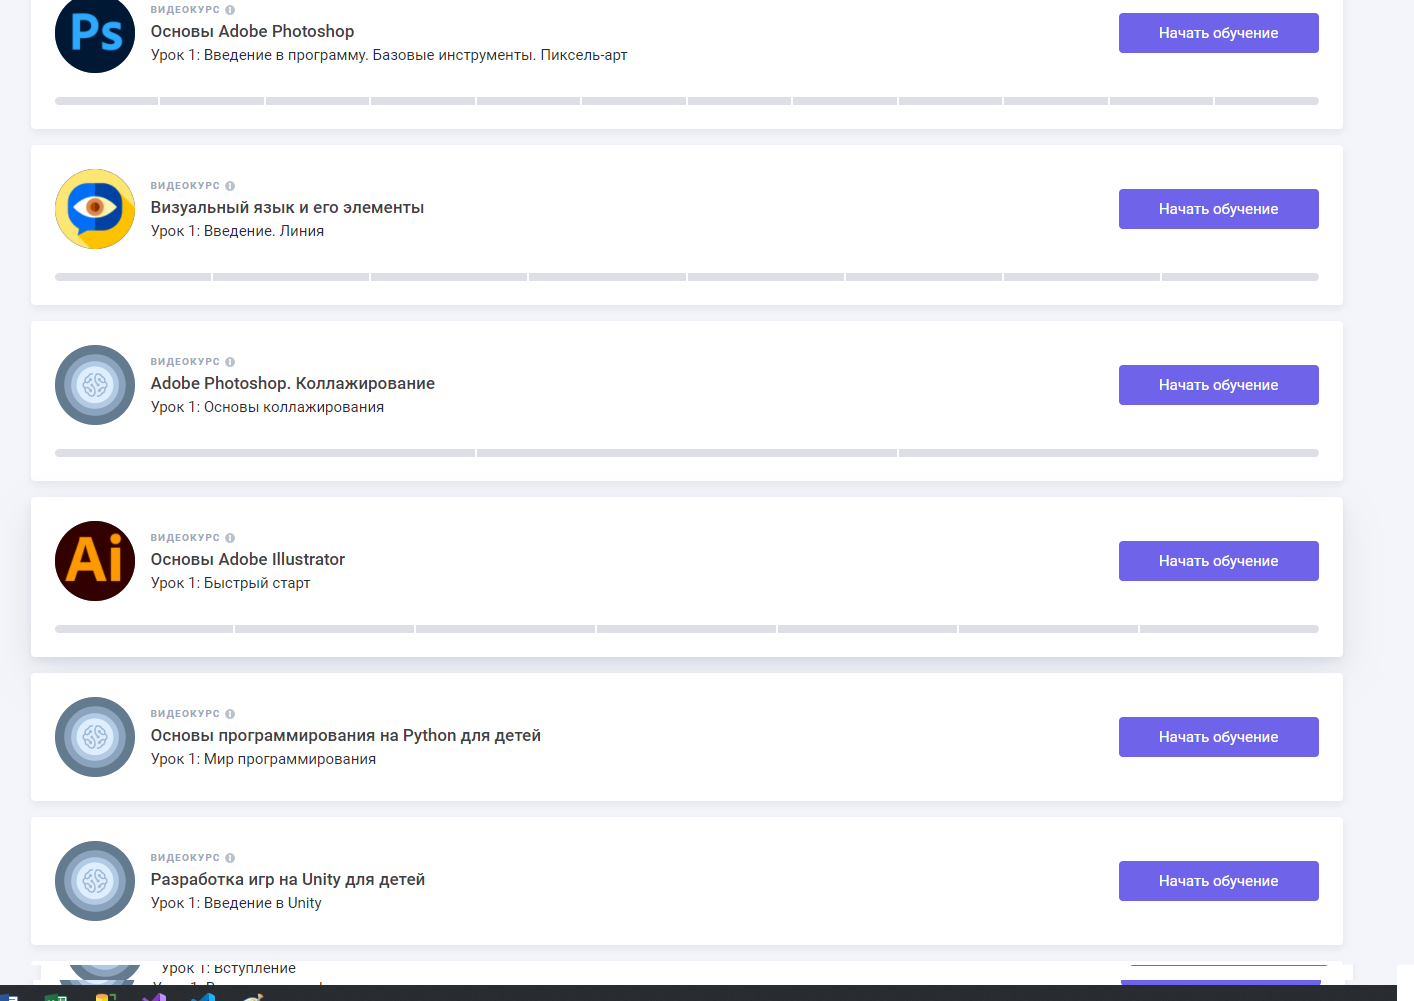 Ps
ВИДЕОКУРС
Основы Adobe Photoshop
Урок 1: Введение в программу. Базовые инструменты. Пиксель-арт
Начать обучение
ВИДЕОКУРС
Визуальный язык и его элементы
Урок 1: Введение. Линия
Начать обучение
ВИДЕОКУРС
Adobe Photoshop. Коллажирование
Урок 1: Основы коллажирования
Начать обучение
Ai
ВИДЕОКУРС
Основы Adobe Illustrator
Урок 1: Быстрый старт
Начать обучение
ВИДЕОКУРС
Основы программирования на Python для детей
Урок 1: Мир программирования
Начать обучение
ВИДЕОКУРС
Разработка игр на Unity для детей
Урок 1: Введение в Unity
Начать обучение
Урок 1: Вступление